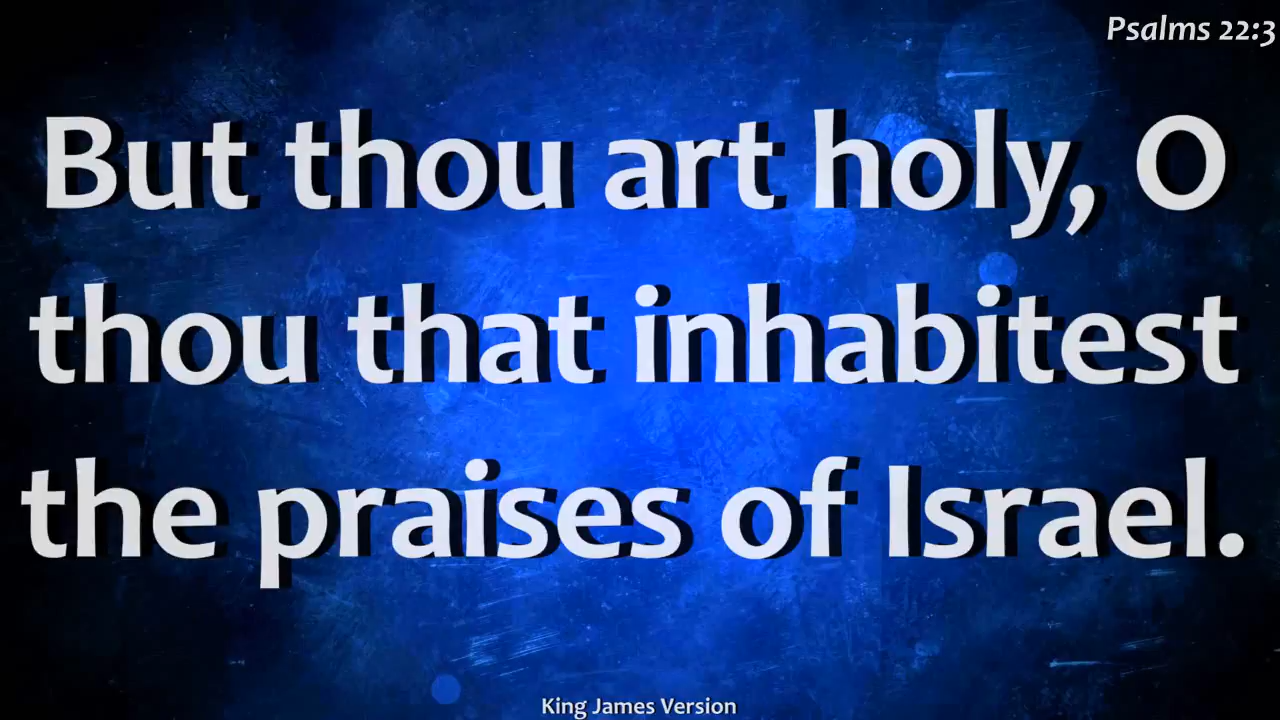 Psalms 22:3
But thou art holy, O
thou that inhabitest
the praises of Israel.
King James Version